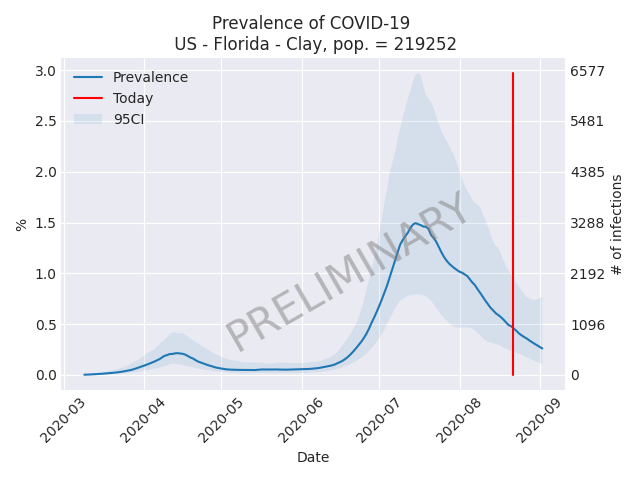 Prevalence of COVID-19
US - Florida - Clay, pop. = 219252
Prevalence
Today
95CI
3.0
2.5
2.0
1.5
1.0
0.5
0.0
%
6577
5481
4385
3288
2192
1096
0
# of infections
PRELIMINARY
2020-03
2020-04
2020-05
2020-06
2020-07
2020-08
2020-09
Date